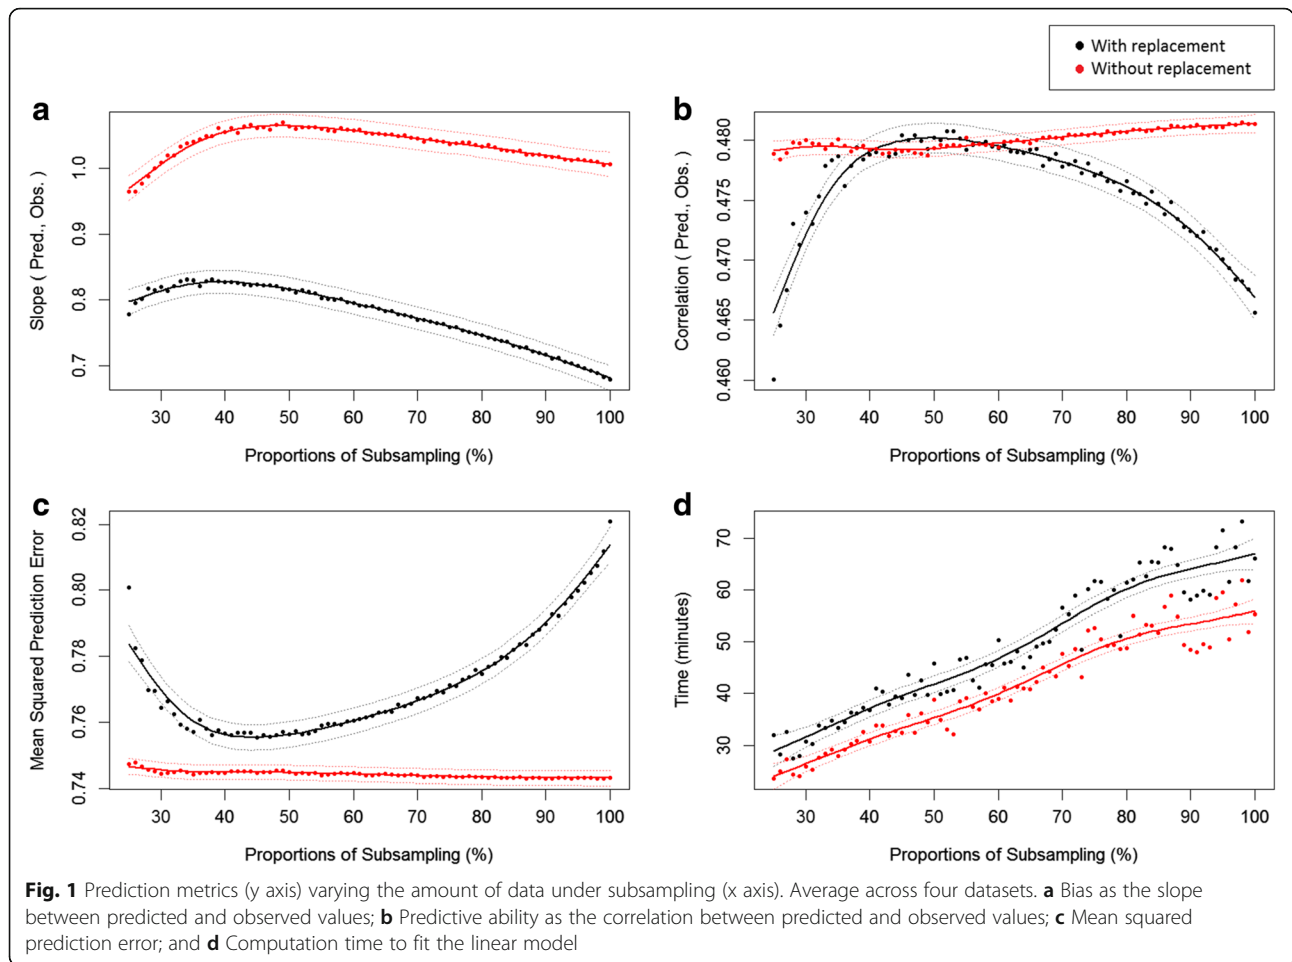 With replacement
Without replacement
a
Slope ( Pred., Obs.)
1.0
0.9
0.8
0.7
30 40 50 60 70 80 90 100
Proportions of Subsampling (%)
b
Correlation ( Pred., Obs.)
0.480
0.475
0.470
0.465
0.460
30 40 50 60 70 80 90 100
Proportions of Subsampling (%)
c
Mean Squared Prediction Error
0.82
0.80
0.78
0.76
0.74
30 40 50 60 70 80 90 100
Proportions of Subsampling (%)
d
Time (minutes)
70
60
50
40
30
30 40 50 60 70 80 90 100
Proportions of Subsampling (%)
Fig. 1 Prediction metrics (y axis) varying the amount of data under subsampling (x axis). Average across four datasets. a Bias as the slope
between predicted and observed values; b Predictive ability as the correlation between predicted and observed values; c Mean squared
prediction error; and d Computation time to fit the linear model